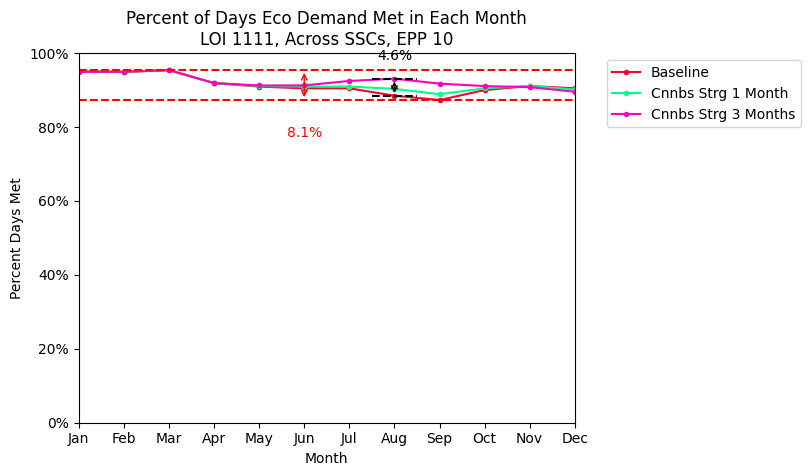 Percent of Days Eco Demand Met in Each Month
LOI 1111, Across SSCs, EPP 10
4.6%
8.1%
Baseline
Cnnbs Strg 1 Month
Cnnbs Strg 3 Months
Percent Days Met
100%
80%
60%
40%
20%
0%
Jan Feb Mar Apr May Jun Jul Aug Sep Oct Nov Dec
Month